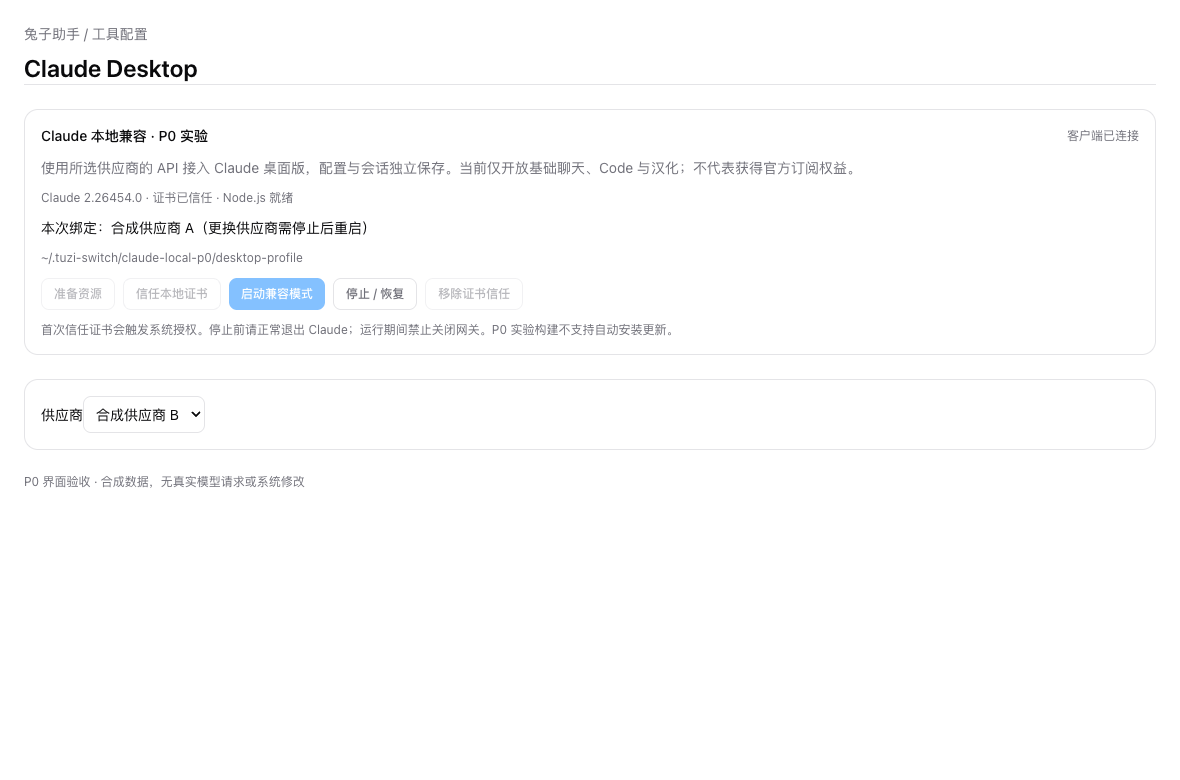 兔子助手 / 工具配置
Claude Desktop
Claude 本地兼容 · P0 实验
客户端已连接
使用所选供应商的 API 接入 Claude 桌面版，配置与会话独立保存。当前仅开放基础聊天、Code 与汉化；不代表获得官方订阅权益。
Claude 2.26454.0 · 证书已信任 · Node.js 就绪
本次绑定：合成供应商 A（更换供应商需停止后重启）
~/.tuzi-switch/claude-local-p0/desktop-profile
准备资源 信任本地证书 启动兼容模式 停止 / 恢复 移除证书信任
首次信任证书会触发系统授权。停止前请正常退出 Claude；运行期间禁止关闭网关。P0 实验构建不支持自动安装更新。
供应商 合成供应商 B
P0 界面验收 · 合成数据，无真实模型请求或系统修改